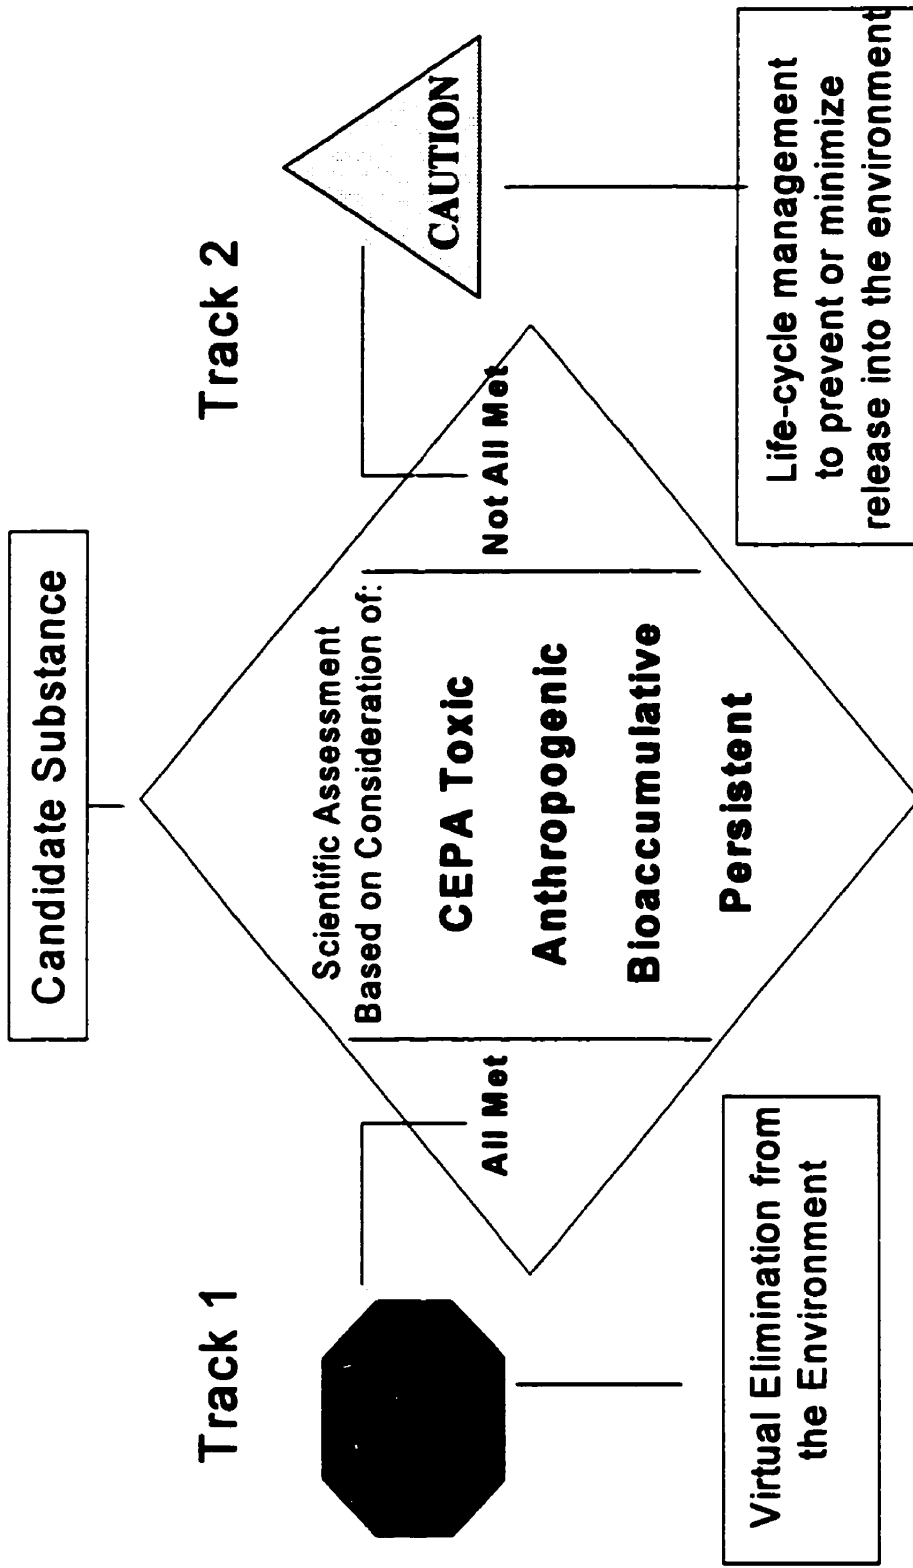 Candidate Substance
Track 1
Track 2
Scientific Assessment
Based on Consideration of:
CEPA Toxic
Anthropogenic
Bioaccumulative
Persistent
All Met
Not All Met
CAUTION
Virtual Elimination from
the Environment
Life-cycle management
to prevent or minimize
release into the environment